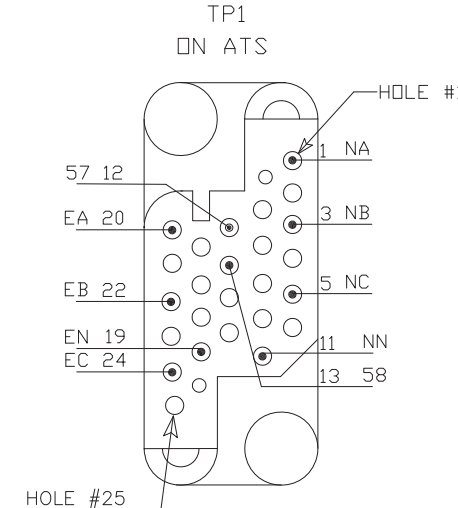 TP1
ON ATS
HOLE #
1 NA
57 12
EA 20
3 NB
EB 22
5 NC
EN 19
11 NN
EC 24
13 58
HOLE #25